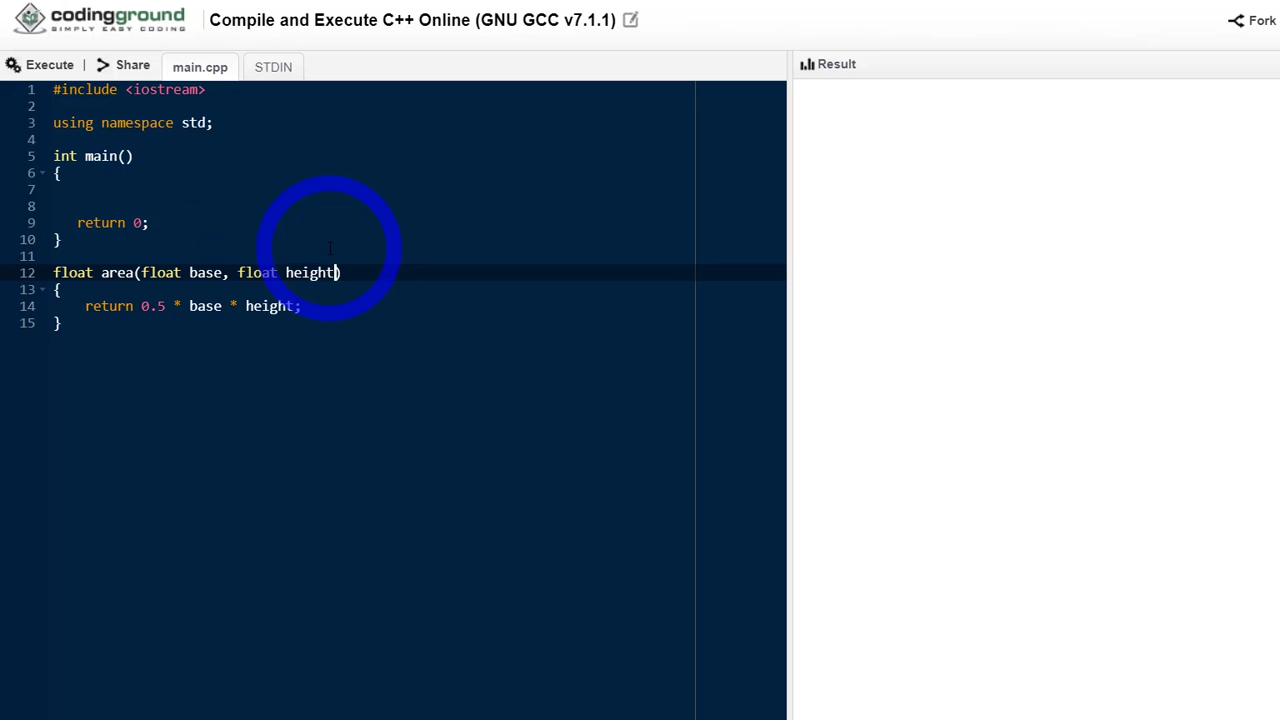 codingground
SIMPLY EASY CODING
Compile and Execute C++ Online (GNU GCC v7.1.1)
Fork
Execute | Share main.cpp STDIN
Result
1 #include <iostream>
2
3 using namespace std;
4
5 int main()
6 {
7
8
9 return 0;
10 }
11
12 float area(float base, float height)
13 {
14 return 0.5 * base * height;
15 }